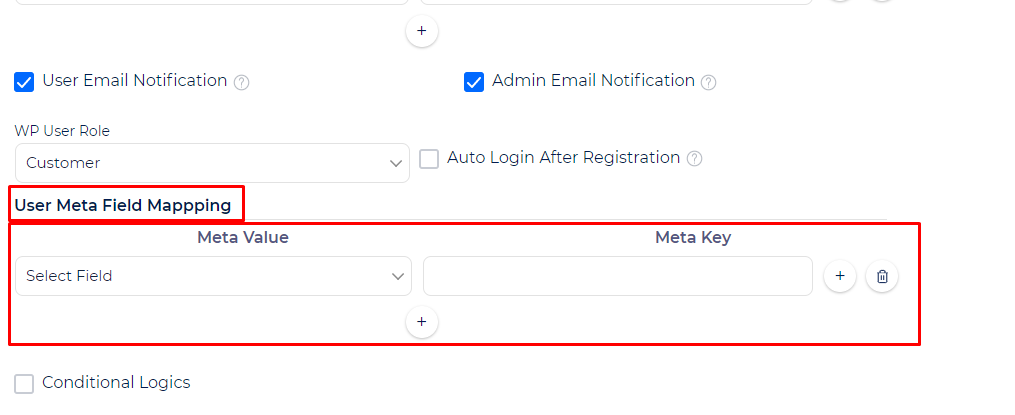 User Email Notification
Admin Email Notification
WP User Role
Customer
Auto Login After Registration
User Meta Field Mappping
Meta Value Meta Key
Select Field
Conditional Logics